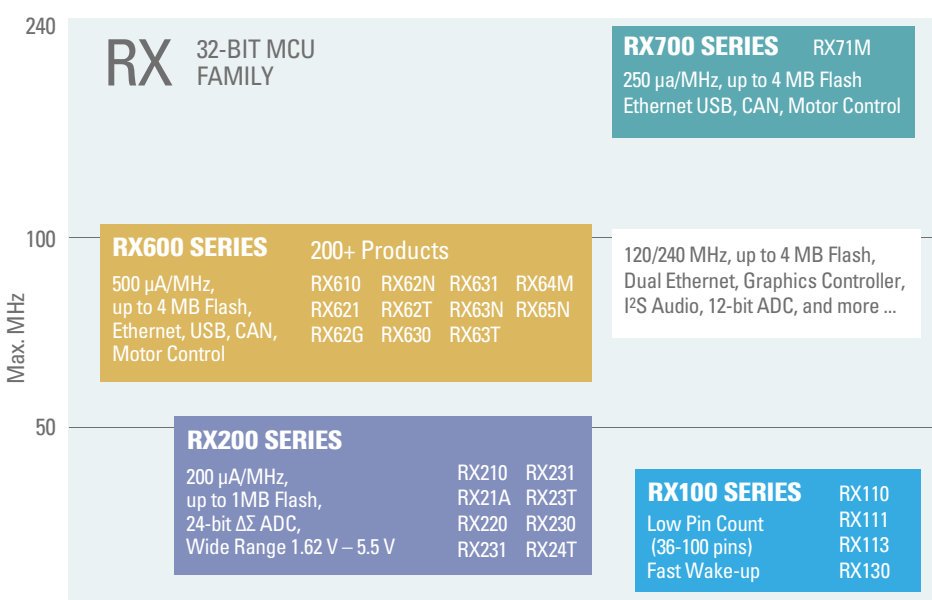 240
RX 32-BIT MCU
FAMILY
RX700 SERIES RX71M
250 µa/MHz, up to 4 MB Flash
Ethernet USB, CAN, Motor Control
100
RX600 SERIES 200+ Products
500 µA/MHz,
up to 4 MB Flash,
Ethernet, USB, CAN,
Motor Control
RX610 RX62N RX631 RX64M
RX621 RX62T RX63N RX65N
RX62G RX630 RX63T
120/240 MHz, up to 4 MB Flash,
Dual Ethernet, Graphics Controller,
I²S Audio, 12-bit ADC, and more ...
Max. MHz
50
RX200 SERIES
200 µA/MHz,
up to 1MB Flash,
24-bit ΔΣ ADC,
Wide Range 1.62 V – 5.5 V
RX210 RX231
RX21A RX23T
RX220 RX230
RX231 RX24T
RX100 SERIES
Low Pin Count
(36-100 pins)
Fast Wake-up
RX110
RX111
RX113
RX130